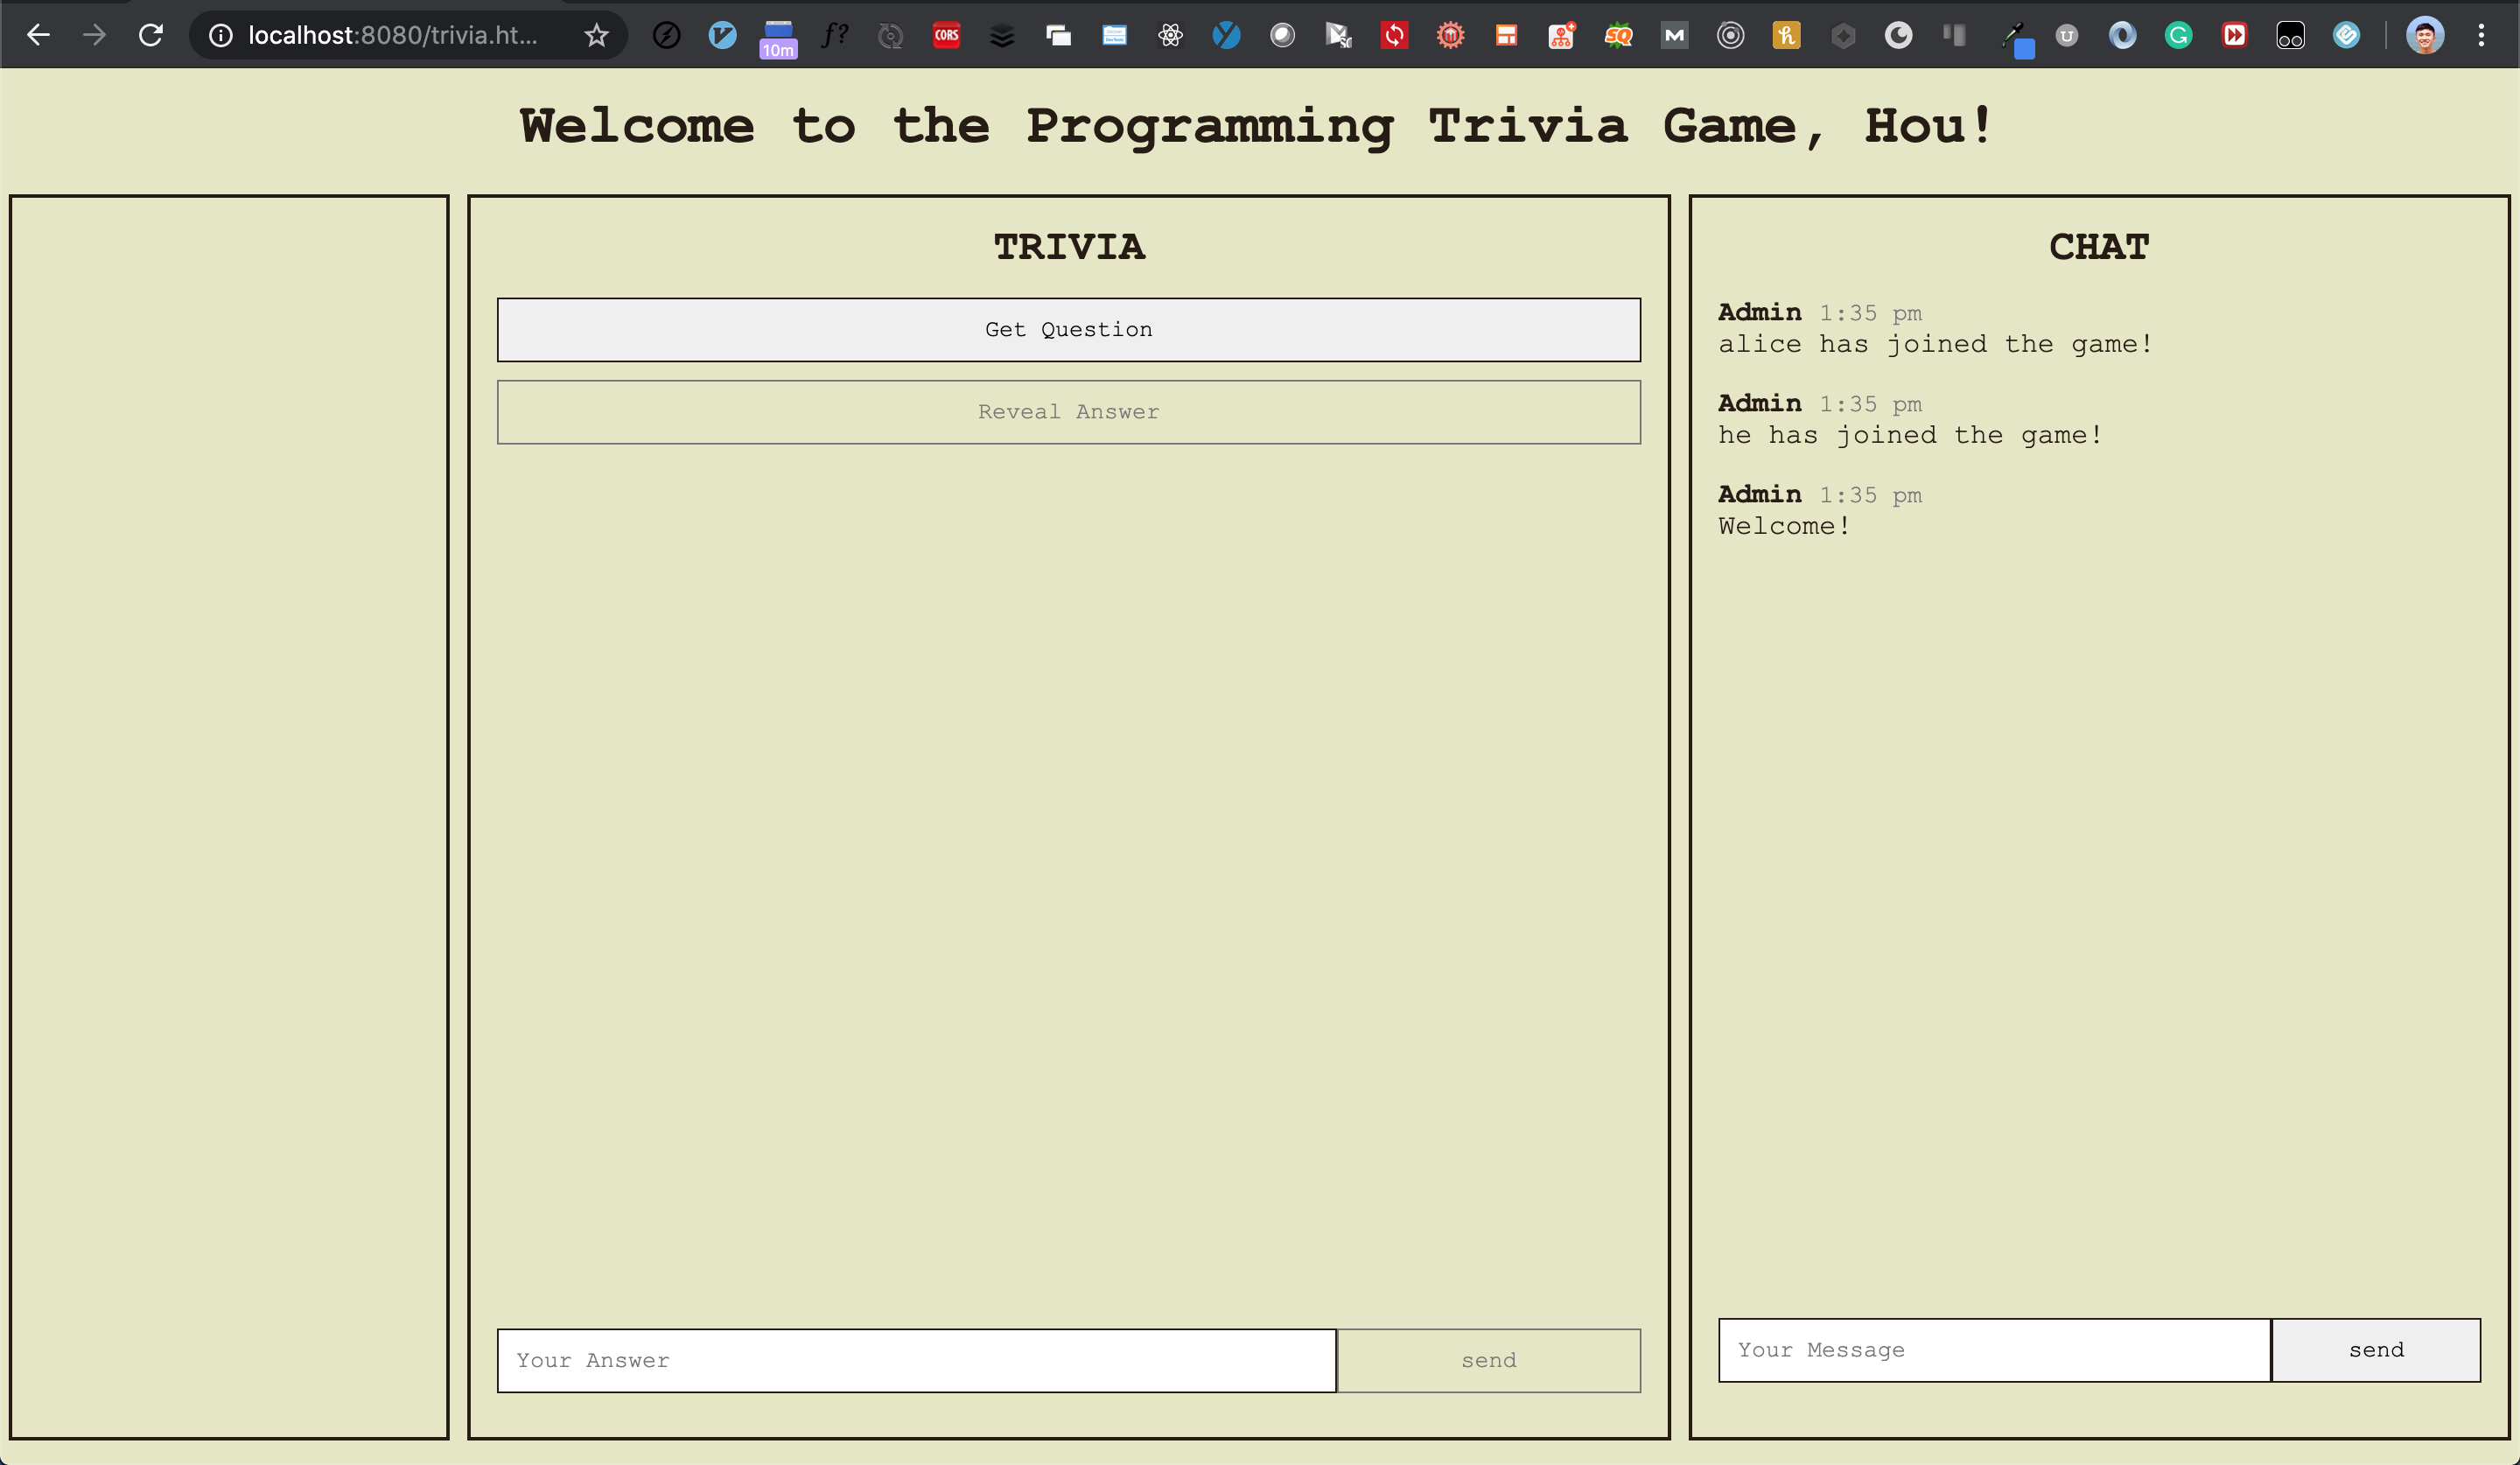 localhost:8080/trivia.ht...
10m
f?
CORS
SQ
Welcome to the Programming Trivia Game, Hou!
TRIVIA
Get Question
Reveal Answer
Your Answer
send
CHAT
Admin 1:35 pm
alice has joined the game!
Admin 1:35 pm
he has joined the game!
Admin 1:35 pm
Welcome!
Your Message
send